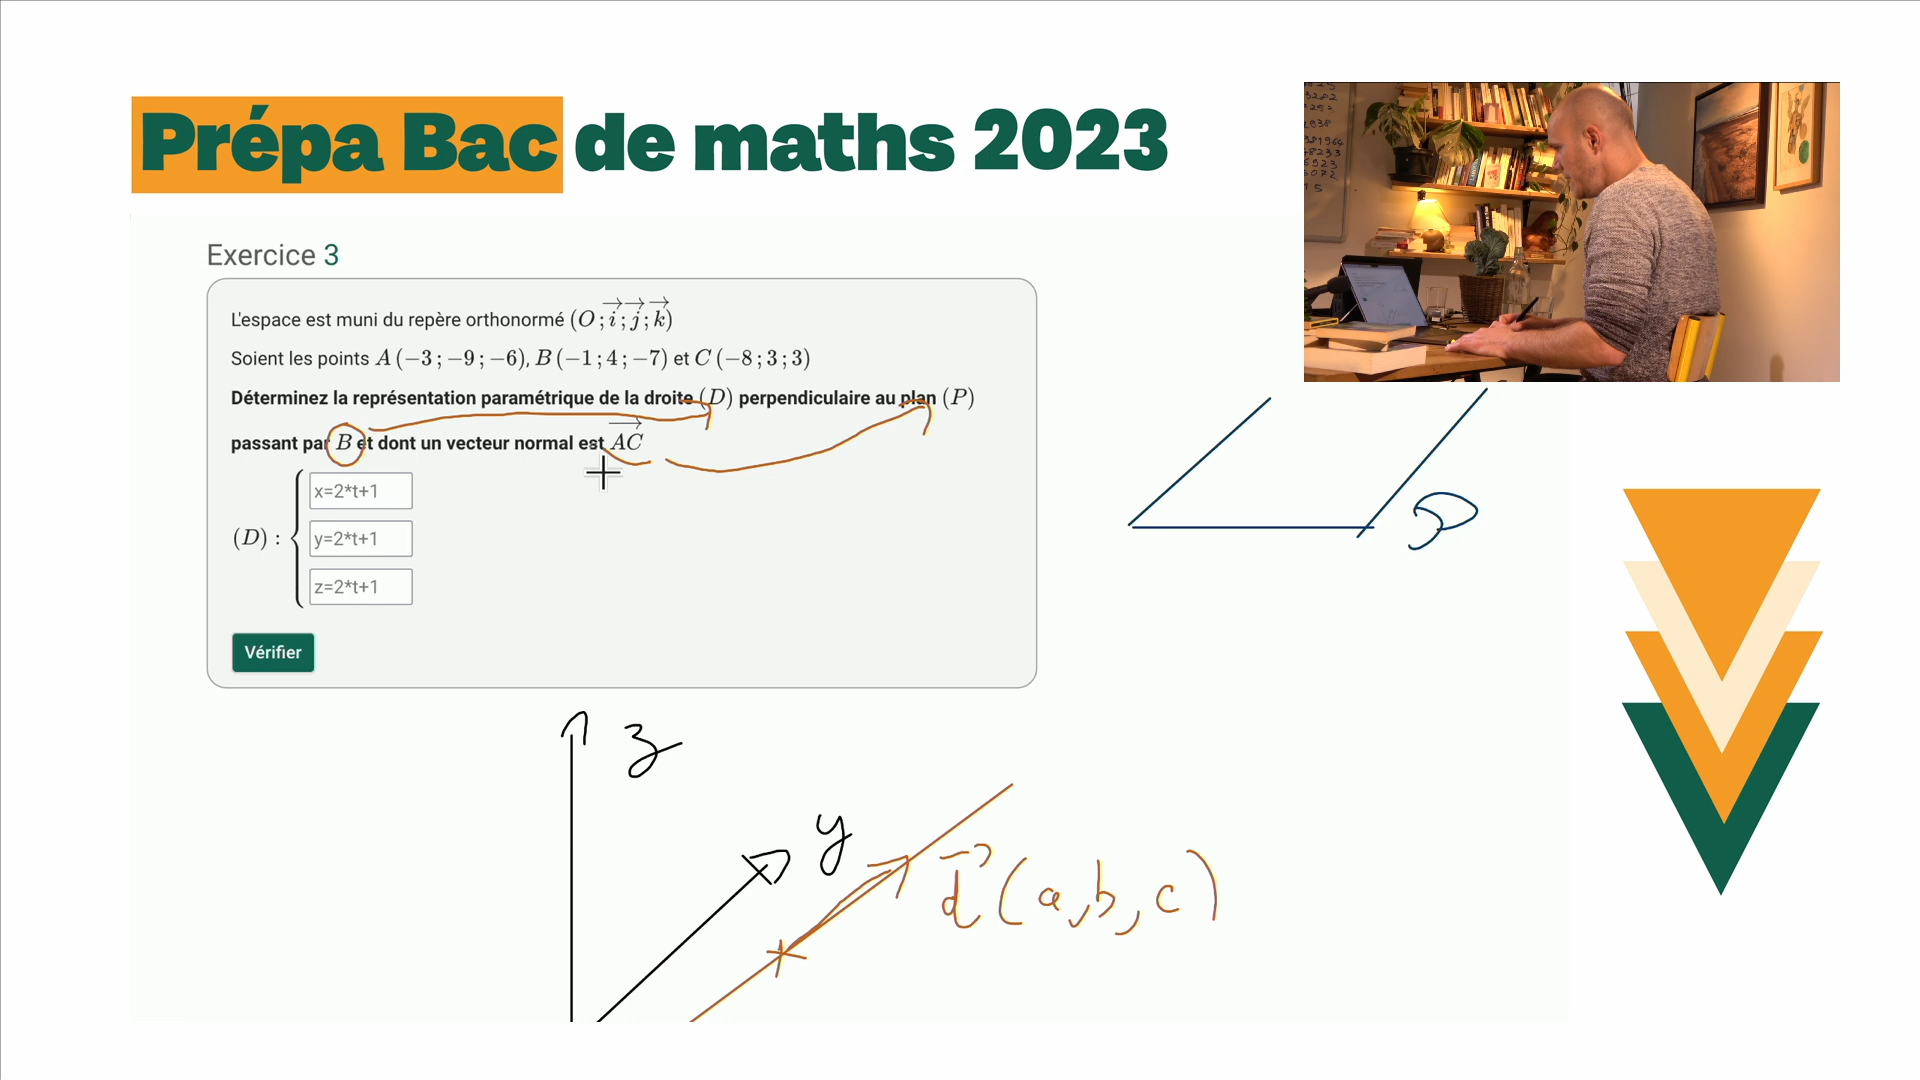 Prépa Bac de maths 2023
Exercice 3
L'espace est muni du repère orthonormé (O ; i⃗ ; j⃗ ; k⃗)
Soient les points A (−3 ; −9 ; −6), B (−1 ; 4 ; −7) et C (−8 ; 3 ; 3)
Déterminez la représentation paramétrique de la droite (D) perpendiculaire au plan (P)
passant par B et dont un vecteur normal est AC
(D) :
x=2*t+1
y=2*t+1
z=2*t+1
Vérifier
z
y
d⃗ (a, b, c)